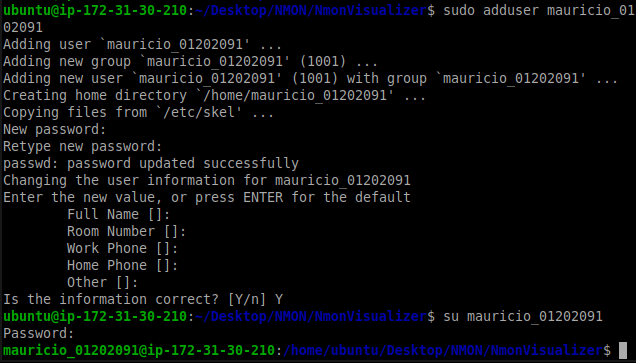 ubuntu@ip-172-31-30-210:~/Desktop/NMON/NmonVisualizer$ sudo adduser mauricio_01
02091
Adding user `mauricio_01202091' ...
Adding new group `mauricio_01202091' (1001) ...
Adding new user `mauricio_01202091' (1001) with group `mauricio_01202091' ...
Creating home directory `/home/mauricio_01202091' ...
Copying files from `/etc/skel' ...
New password:
Retype new password:
passwd: password updated successfully
Changing the user information for mauricio_01202091
Enter the new value, or press ENTER for the default
Full Name []:
Room Number []:
Work Phone []:
Home Phone []:
Other []:
Is the information correct? [Y/n] Y
ubuntu@ip-172-31-30-210:~/Desktop/NMON/NmonVisualizer$ su mauricio_01202091
Password:
mauricio_01202091@ip-172-31-30-210:/home/ubuntu/Desktop/NMON/NmonVisualizer$